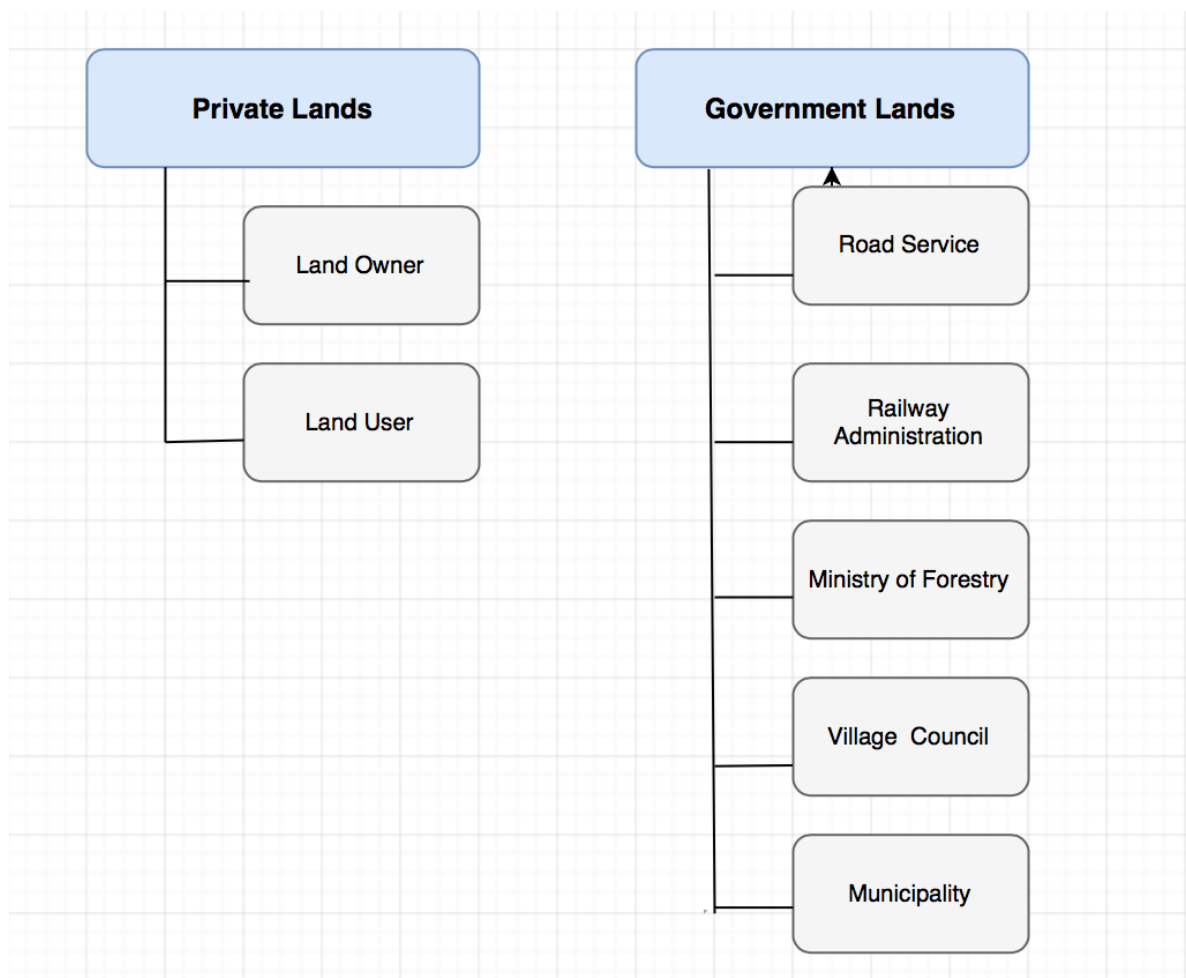 Private Lands
Land Owner
Land User
Government Lands
Road Service
Railway
Administration
Ministry of Forestry
Village  Council
Municipality